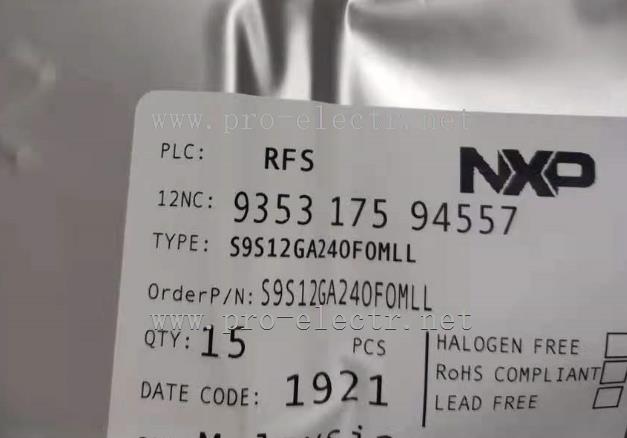 www.pro-electr.net
PLC: RFS
NXP
12NC: 9353 175 94557
TYPE: S9S12GA240F0MLL
OrderP/N: S9S12GA240F0MLL
www.pro-electr.net
QTY: 15 PCS
DATE CODE: 1921
HALOGEN FREE
RoHS COMPLIANT
LEAD FREE